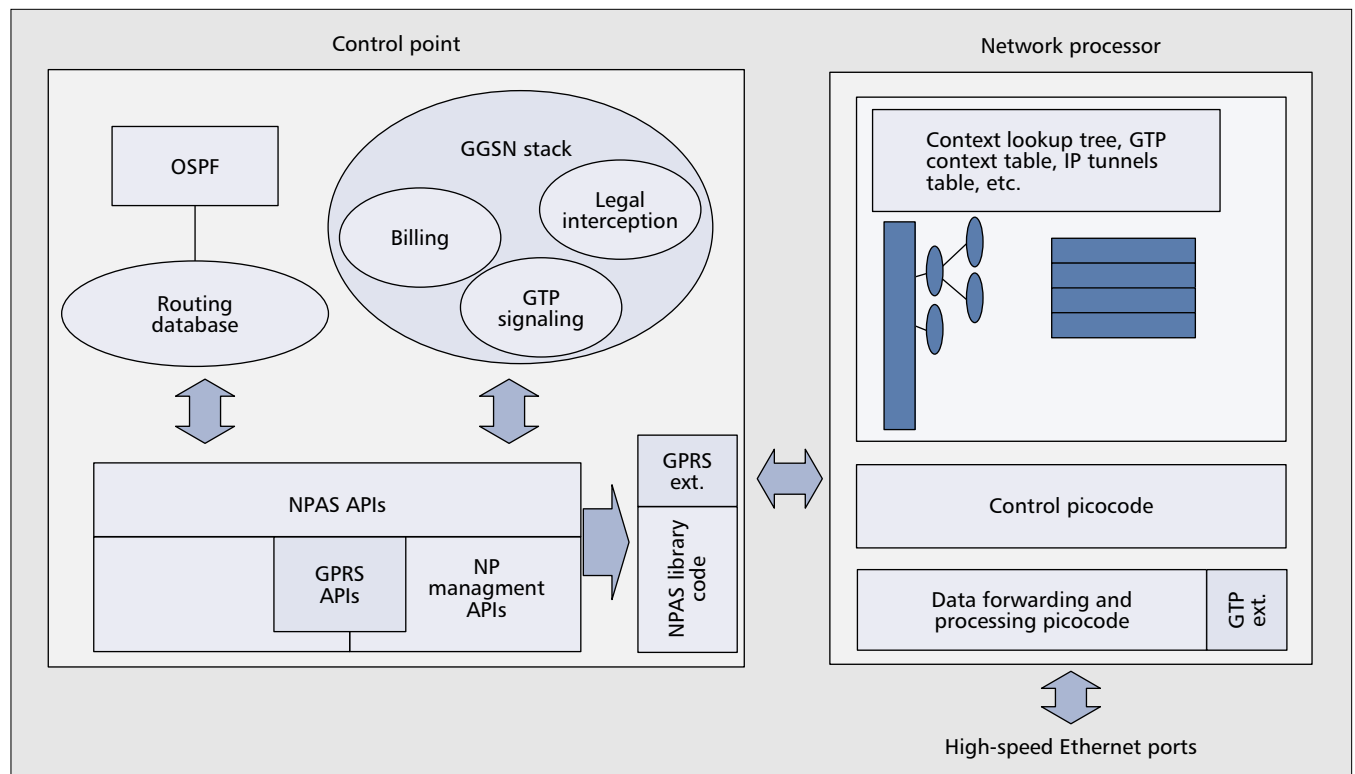 Control point
OSPF
Routing
database
GGSN stack
Billing
Legal
interception
GTP
signaling
NPAS APIs
GPRS
APIs
NP
managment
APIs
GPRS
ext.
NPAS library
code
Network processor
Context lookup tree, GTP
context table, IP tunnels
table, etc.
Control picocode
Data forwarding and
processing picocode
GTP
ext.
High-speed Ethernet ports